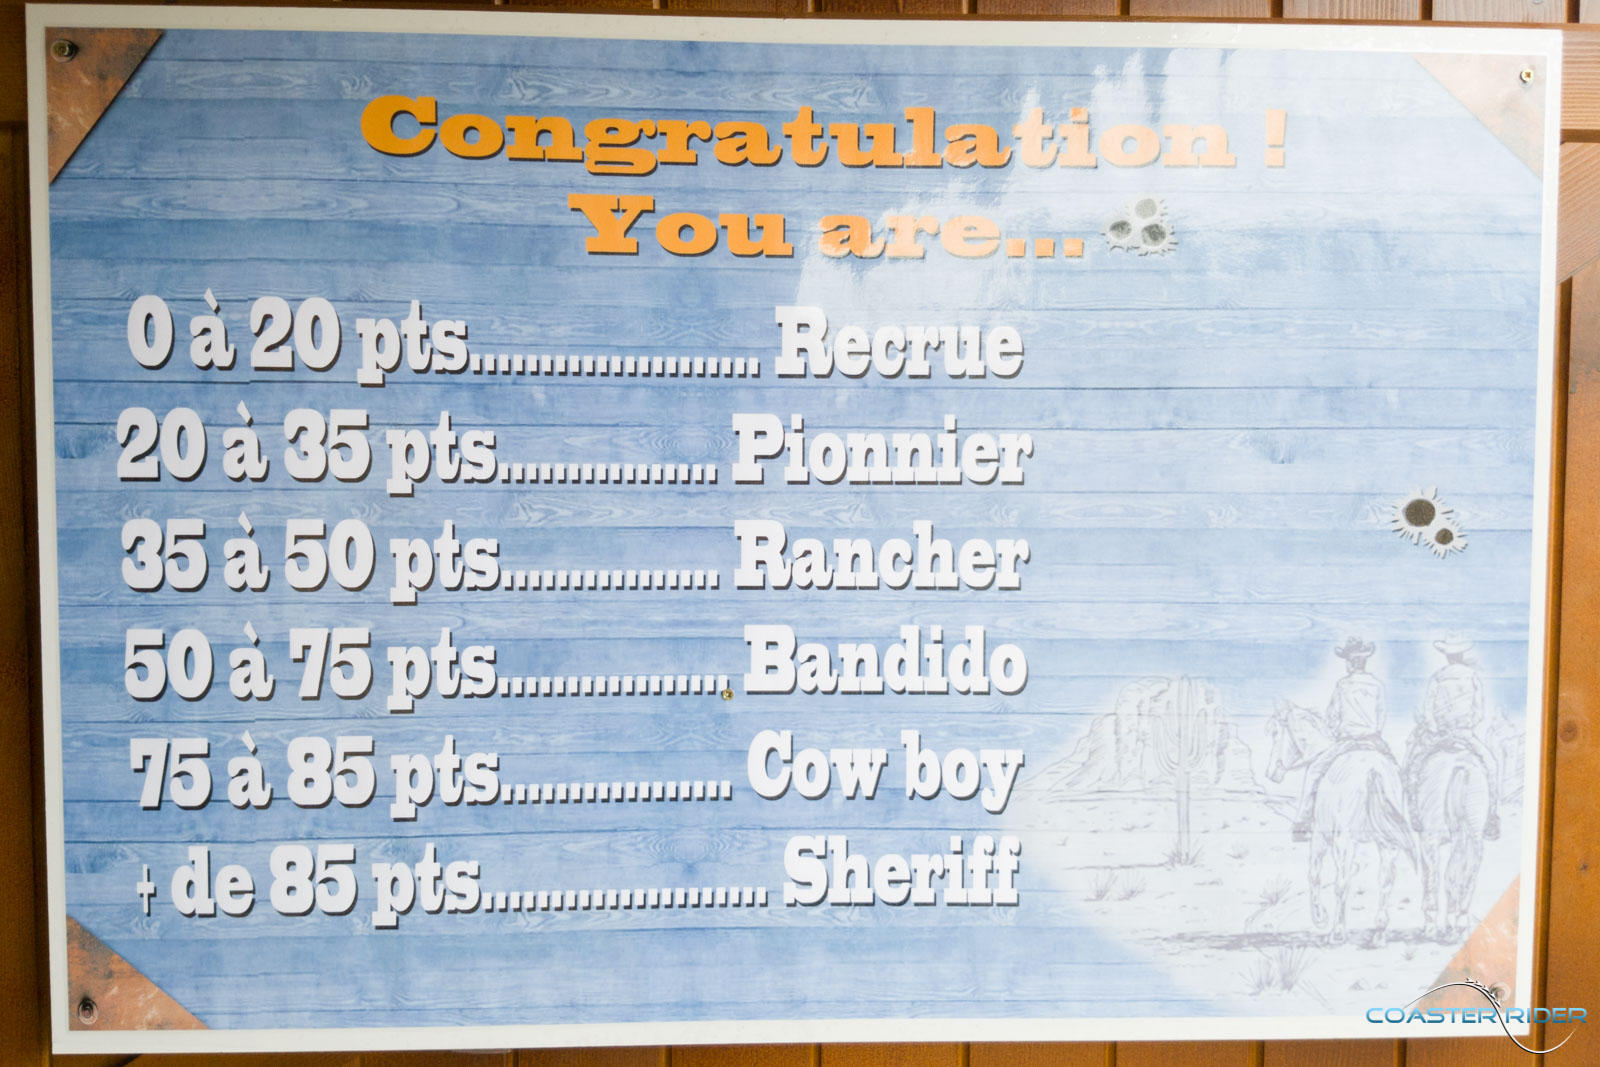 Congratulation !
You are...
0 à 20 pts........................ Recrue
20 à 35 pts.................. Pionnier
35 à 50 pts.................. Rancher
50 à 75 pts................... Bandido
75 à 85 pts................... Cow boy
+ de 85 pts........................ Sheriff
COASTER RIDER